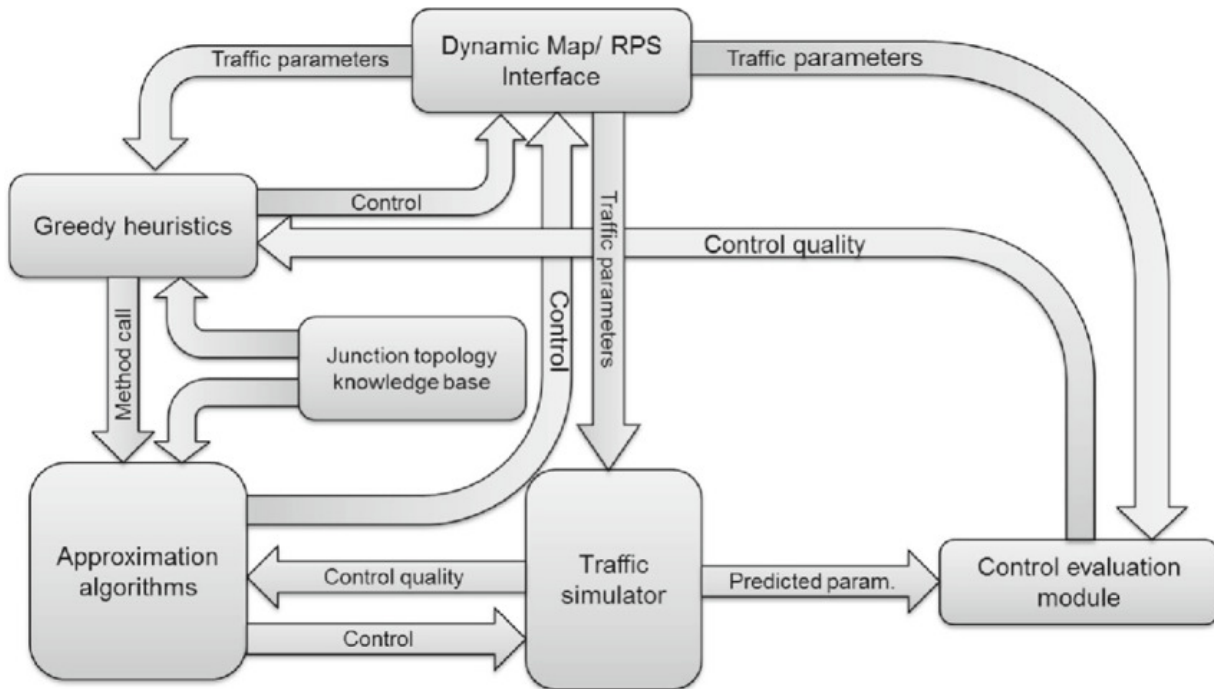 Dynamic Map/ RPS
Interface
Traffic parameters
Traffic parameters
Greedy heuristics
Control
Traffic parameters
Control quality
Control
Method call
Junction topology
knowledge base
Approximation
algorithms
Control quality
Control
Traffic
simulator
Predicted param.
Control evaluation
module